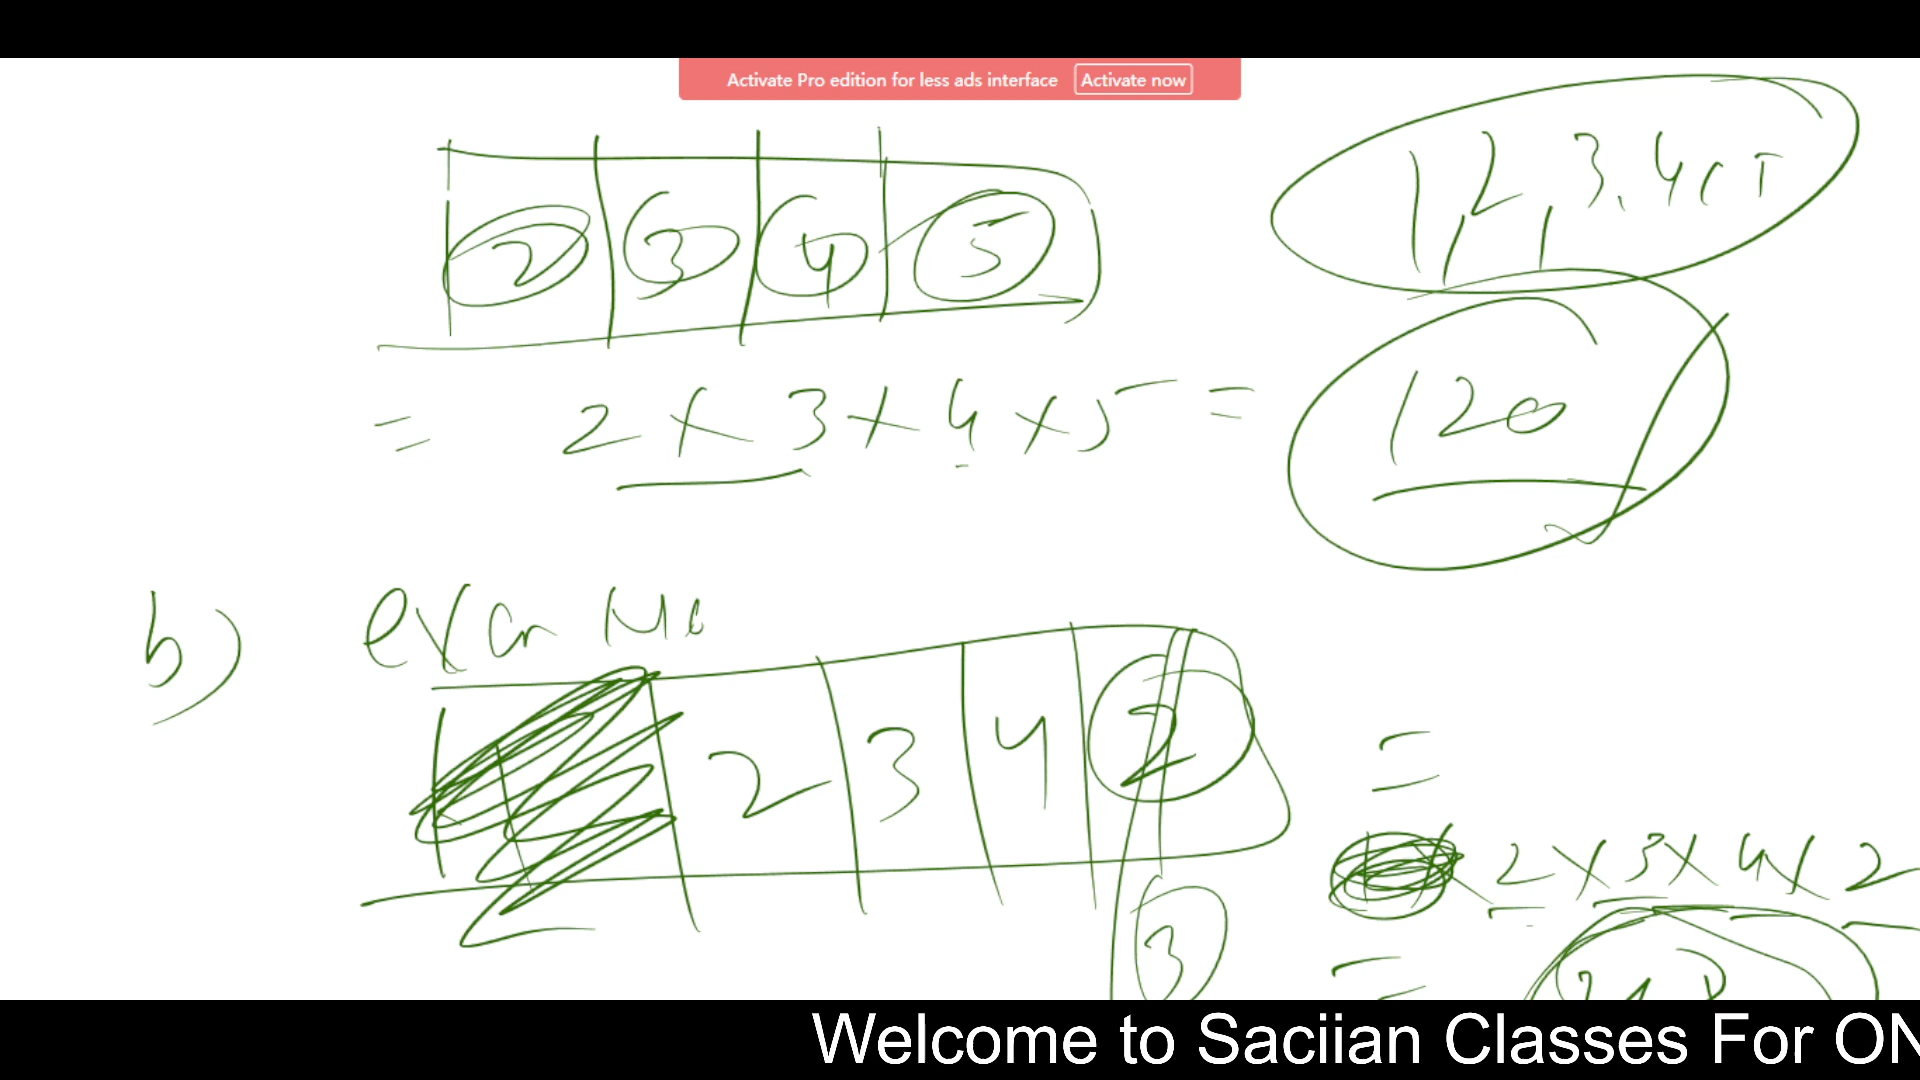 Activate Pro edition for less ads interface Activate now
1, 2, 3, 4, 5
2 3 4 5
= 2 x 3 x 4 x 5 = 120
b) even No
2 3 4 2
=
2 x 3 x 4 x 2
3
=
Welcome to Saciian Classes For ON